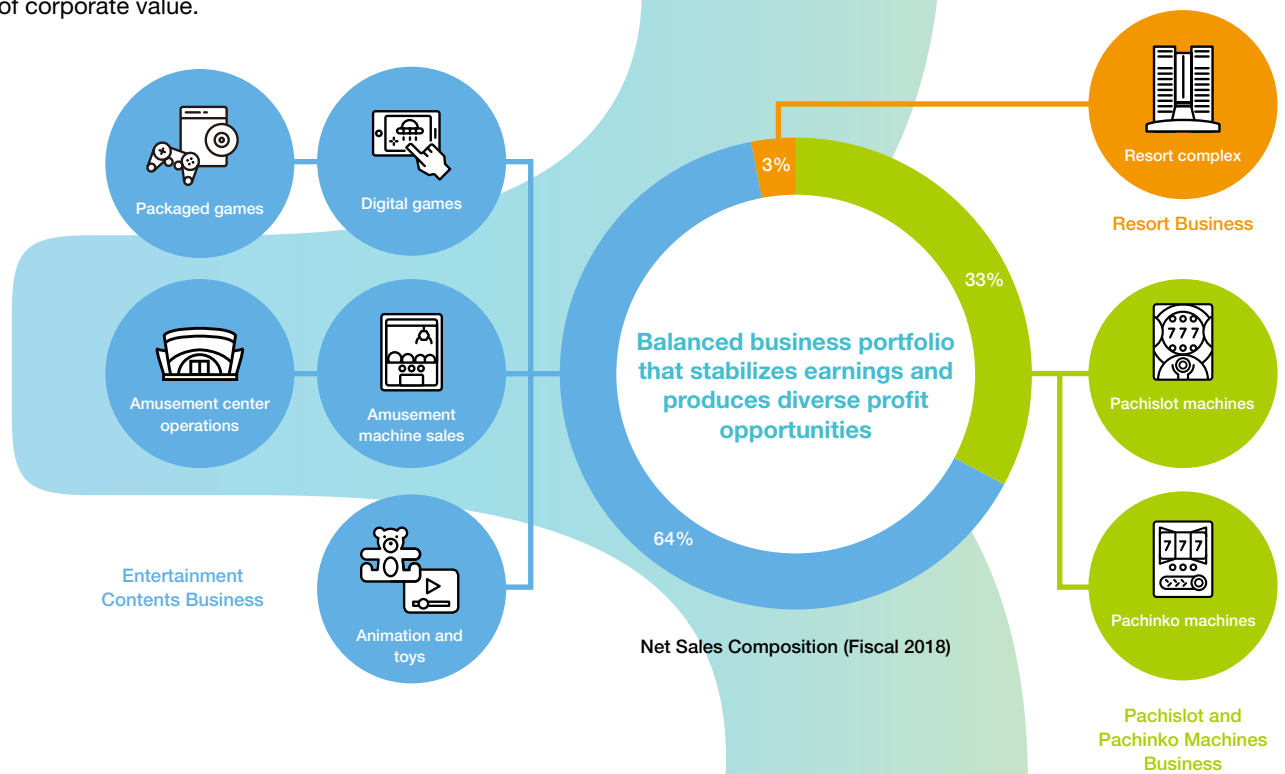 of corporate value.
Packaged games
Digital games
Amusement center
operations
Amusement
machine sales
Animation and
toys
Entertainment
Contents Business
3%
33%
64%
Balanced business portfolio
that stabilizes earnings and
produces diverse profit
opportunities
Net Sales Composition (Fiscal 2018)
Resort complex
Resort Business
777
Pachislot machines
777
Pachinko machines
Pachislot and
Pachinko Machines
Business